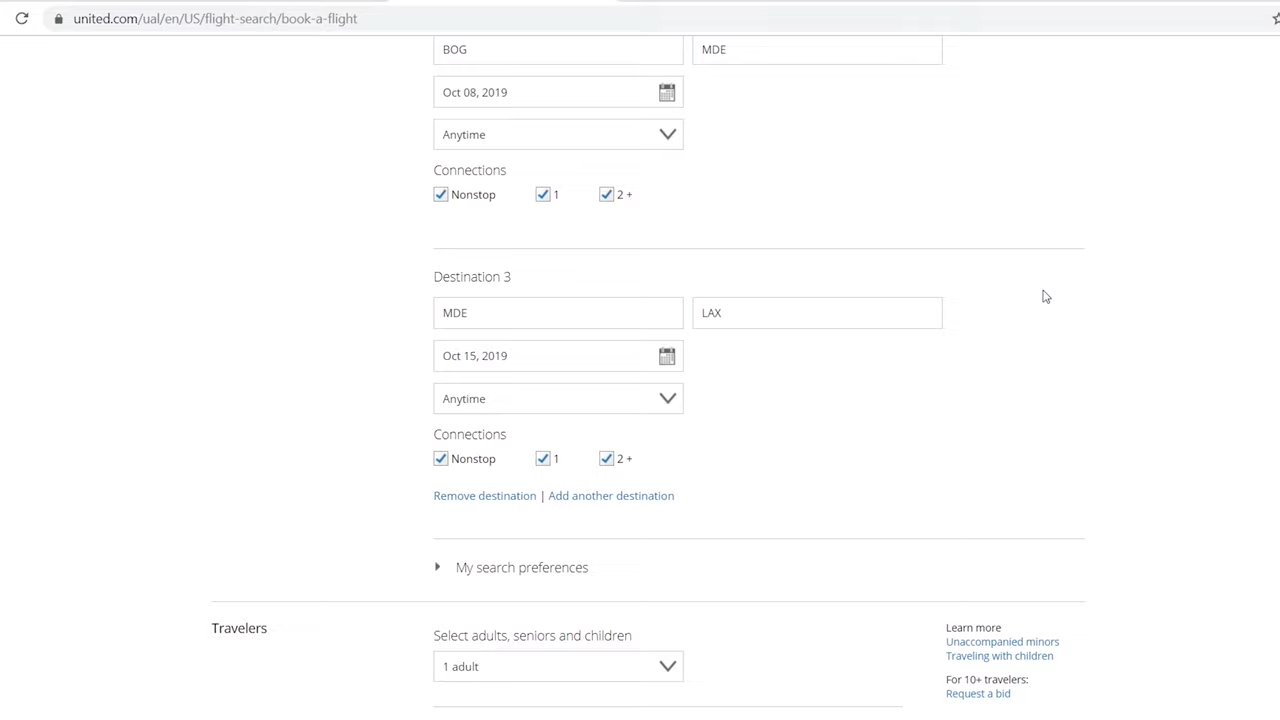 united.com/ual/en/US/flight-search/book-a-flight
BOG MDE
Oct 08, 2019
Anytime
Connections
Nonstop 1 2 +
Destination 3
MDE LAX
Oct 15, 2019
Anytime
Connections
Nonstop 1 2 +
Remove destination | Add another destination
My search preferences
Travelers
Select adults, seniors and children
1 adult
Learn more
Unaccompanied minors
Traveling with children
For 10+ travelers:
Request a bid